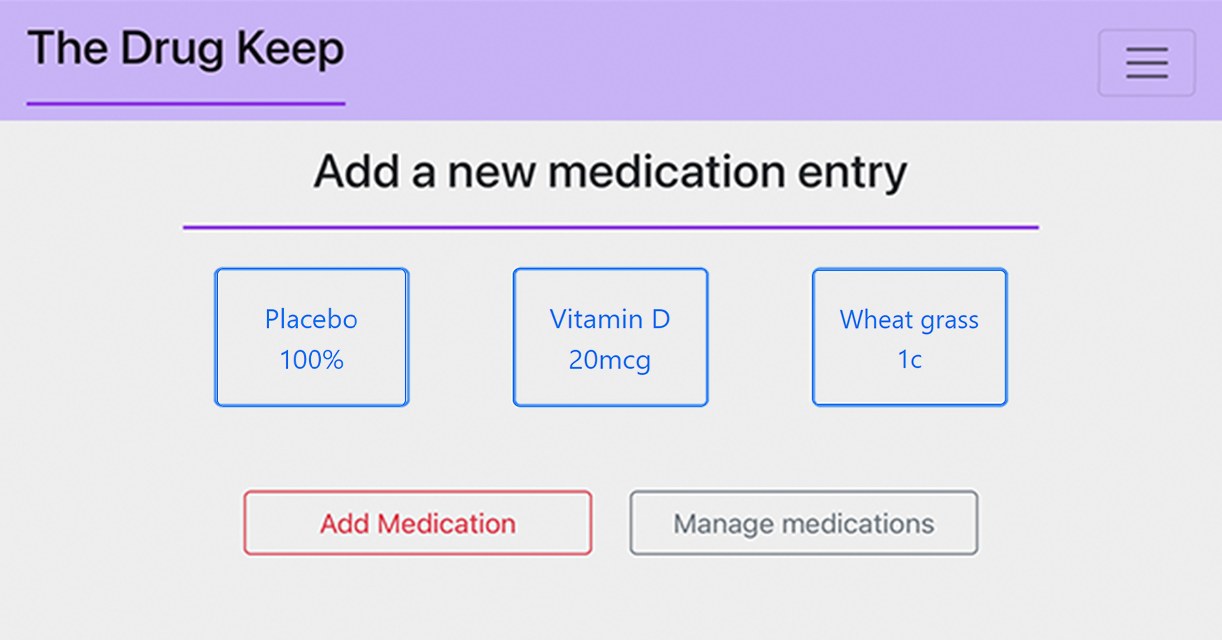 The Drug Keep
Add a new medication entry
Placebo
100%
Vitamin D
20mcg
Wheat grass
1c
Add Medication
Manage medications